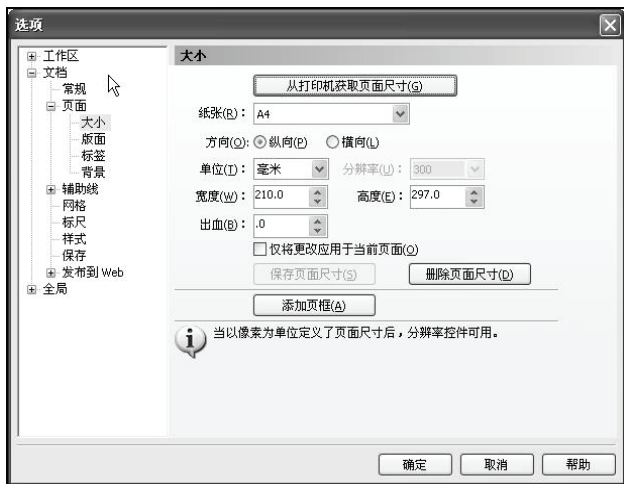 选项
工作区
文档
常规
页面
大小
版面
标签
背景
辅助线
网格
标尺
样式
保存
发布到 Web
全局
大小
从打印机获取页面尺寸(G)
纸张(R)： A4
方向(O): 纵向(P) 横向(L)
单位(T)： 毫米 分辨率(U)： 300
宽度(W)： 210.0 高度(E)： 297.0
出血(B)： .0
仅将更改应用于当前页面(O)
保存页面尺寸(S) 删除页面尺寸(D)
添加页框(A)
当以像素为单位定义了页面尺寸后，分辨率控件可用。
确定 取消 帮助